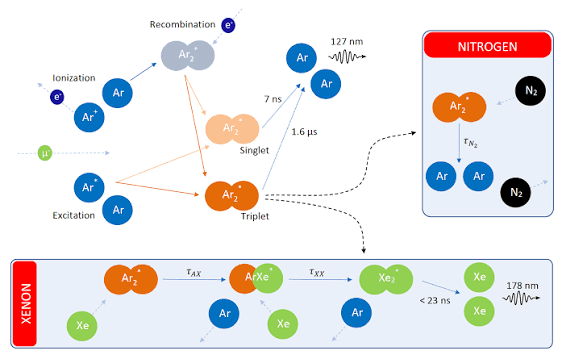 Recombination
e-
Ar2*
127 nm
Ionization
Ar
Ar
e-
Ar
Ar+
7 ns
Ar2*
Singlet
1.6 µs
µ
Ar*
Ar
Excitation
Ar2*
Triplet
NITROGEN
N2
Ar2*
τN2
Ar
Ar
N2
XENON
Ar2*
τAX
ArXe*
τXX
Xe2*
Xe
178 nm
< 23 ns
Xe
Xe
Ar
Xe
Ar